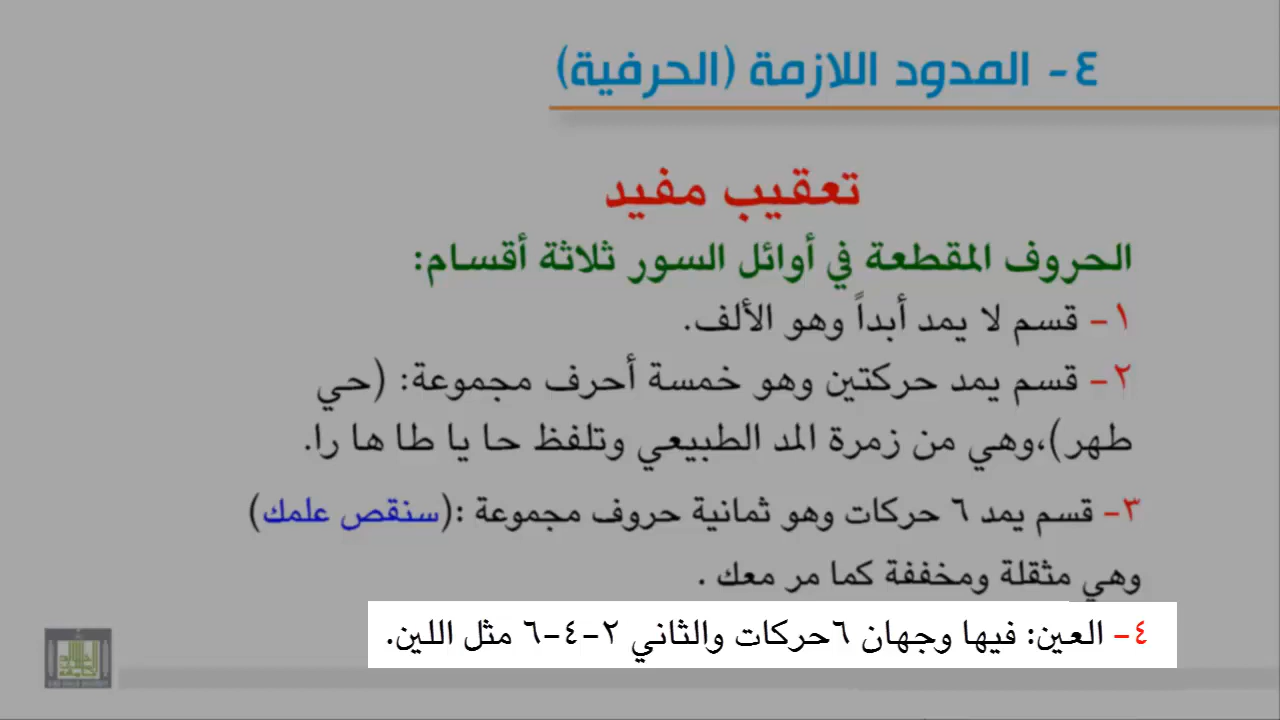 ٤- المدود اللازمة (الحرفية)
تعقيب مفيد
الحروف المقطعة في أوائل السور ثلاثة أقسام:
١- قسم لا يمد أبداً وهو الألف.
٢- قسم يمد حركتين وهو خمسة أحرف مجموعة: (حي
طهر)،وهي من زمرة المد الطبيعي وتلفظ حا يا طا ها را.
٣- قسم يمد ٦ حركات وهو ثمانية حروف مجموعة :(سنقص علمك)
وهي مثقلة ومخففة كما مر معك .
٤- العين: فيها وجهان ٦حركات والثاني ٢-٤-٦ مثل اللين.